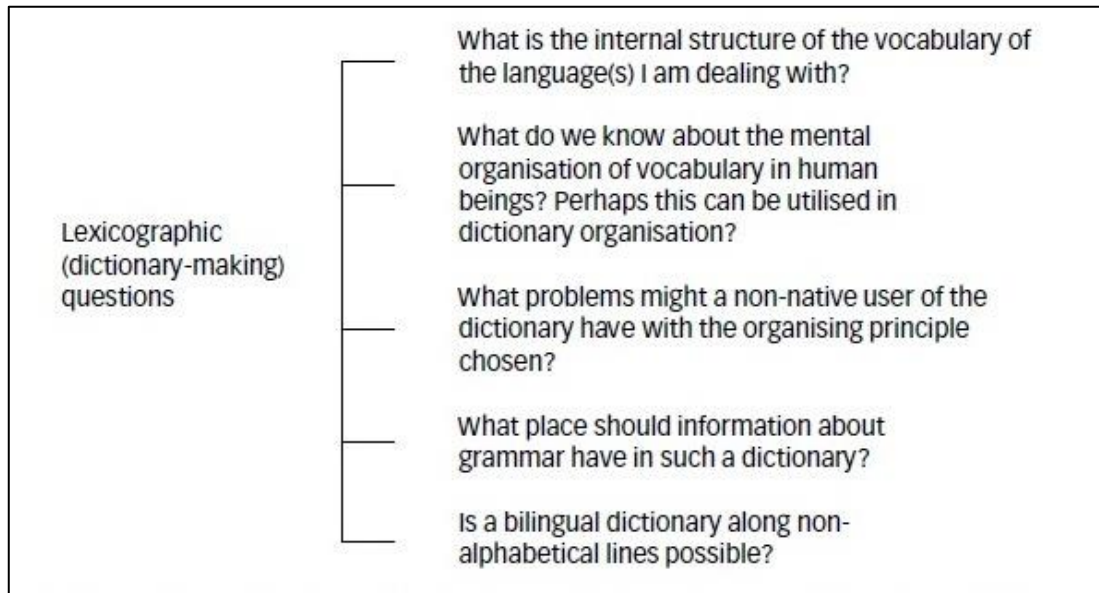 What is the internal structure of the vocabulary of
the language(s) I am dealing with?
What do we know about the mental
organisation of vocabulary in human
beings? Perhaps this can be utilised in
dictionary organisation?
Lexicographic
(dictionary-making)
questions
What problems might a non-native user of the
dictionary have with the organising principle
chosen?
What place should information about
grammar have in such a dictionary?
Is a bilingual dictionary along non-
alphabetical lines possible?